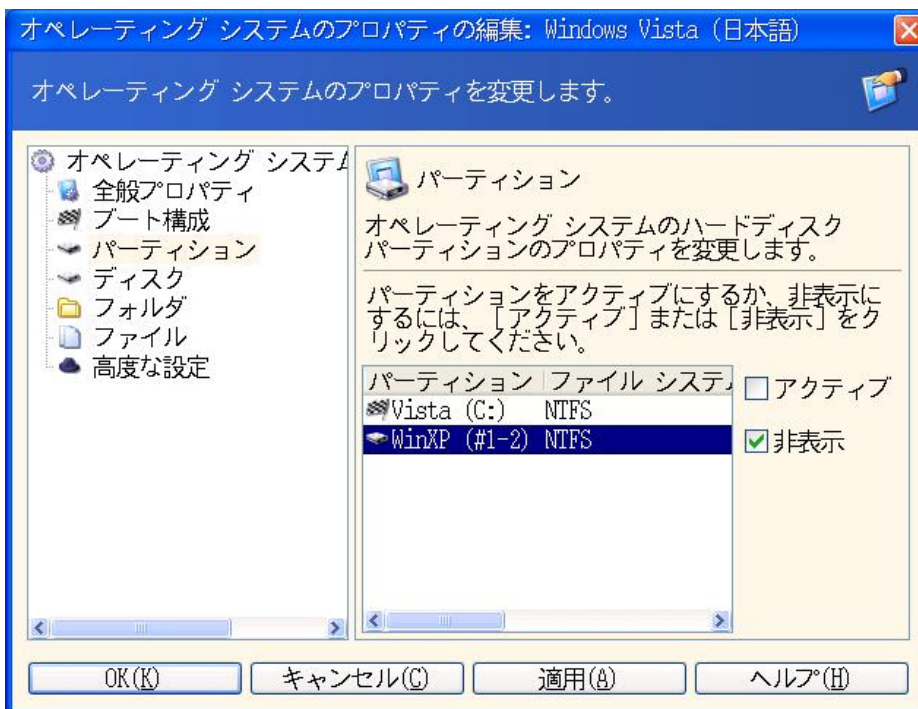 オペレーティング システムのプロパティの編集: Windows Vista (日本語)
オペレーティング システムのプロパティを変更します。
オペレーティング システム
全般プロパティ
ブート構成
パーティション
ディスク
フォルダ
ファイル
高度な設定
パーティション
オペレーティング システムのハードディスク
パーティションのプロパティを変更します。
パーティションをアクティブにするか、非表示に
するには、[アクティブ]または[非表示]をク
リックしてください。
パーティション ファイル システム
Vista (C:) NTFS
WinXP (#1-2) NTFS
アクティブ
非表示
OK(K)
キャンセル(C)
適用(A)
ヘルプ(H)